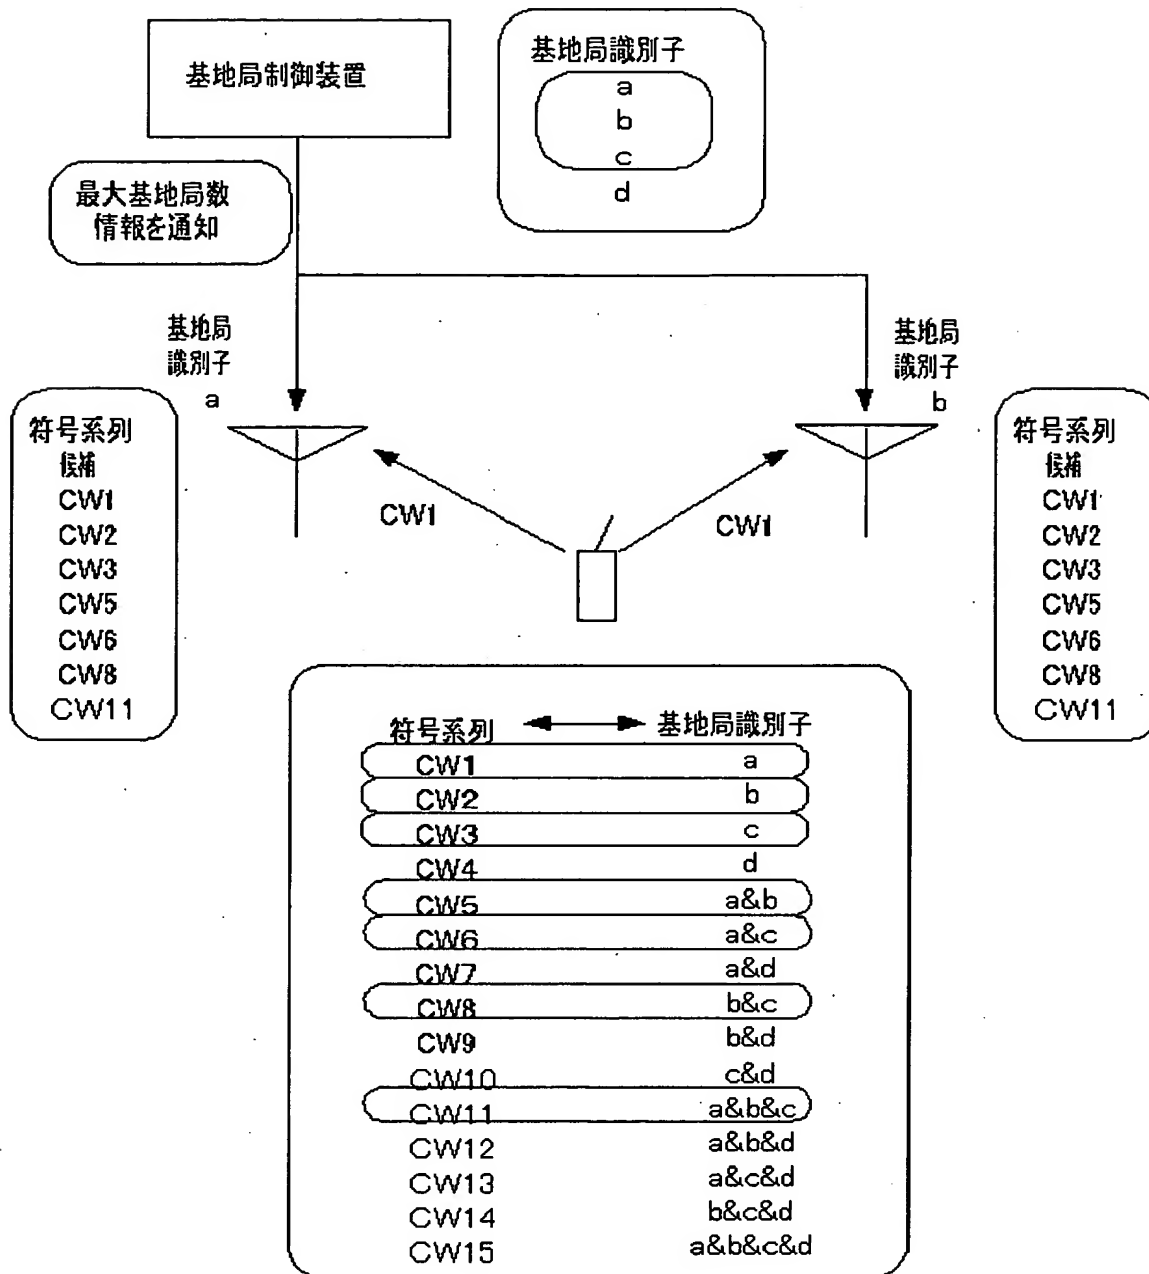 基地局制御装置
基地局識別子
a
b
c
d
最大基地局数
情報を通知
基地局
識別子
a
基地局
識別子
b
符号系列
候補
CW1
CW2
CW3
CW5
CW6
CW8
CW11
CW1
CW1
符号系列
候補
CW1
CW2
CW3
CW5
CW6
CW8
CW11
符号系列 基地局識別子
CW1 a
CW2 b
CW3 c
CW4 d
CW5 a&b
CW6 a&c
CW7 a&d
CW8 b&c
CW9 b&d
CW10 c&d
CW11 a&b&c
CW12 a&b&d
CW13 a&c&d
CW14 b&c&d
CW15 a&b&c&d